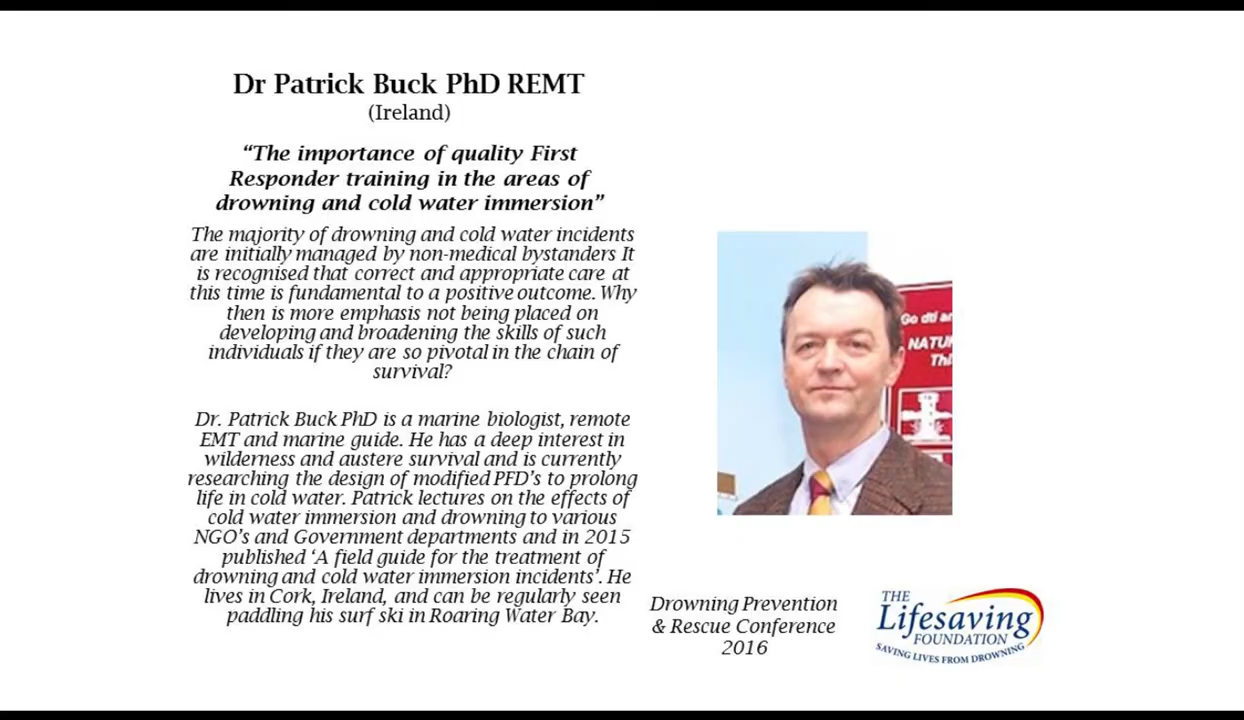 Dr Patrick Buck PhD REMT
(Ireland)
“The importance of quality First
Responder training in the areas of
drowning and cold water immersion”
The majority of drowning and cold water incidents
are initially managed by non-medical bystanders It
is recognised that correct and appropriate care at
this time is fundamental to a positive outcome. Why
then is more emphasis not being placed on
developing and broadening the skills of such
individuals if they are so pivotal in the chain of
survival?
Dr. Patrick Buck PhD is a marine biologist, remote
EMT and marine guide. He has a deep interest in
wilderness and austere survival and is currently
researching the design of modified PFD’s to prolong
life in cold water. Patrick lectures on the effects of
cold water immersion and drowning to various
NGO’s and Government departments and in 2015
published ‘A field guide for the treatment of
drowning and cold water immersion incidents’. He
lives in Cork, Ireland, and can be regularly seen
paddling his surf ski in Roaring Water Bay.
Go dtí
Drowning Prevention
& Rescue Conference
2016
THE
Lifesaving
FOUNDATION
SAVING LIVES FROM DROWNING